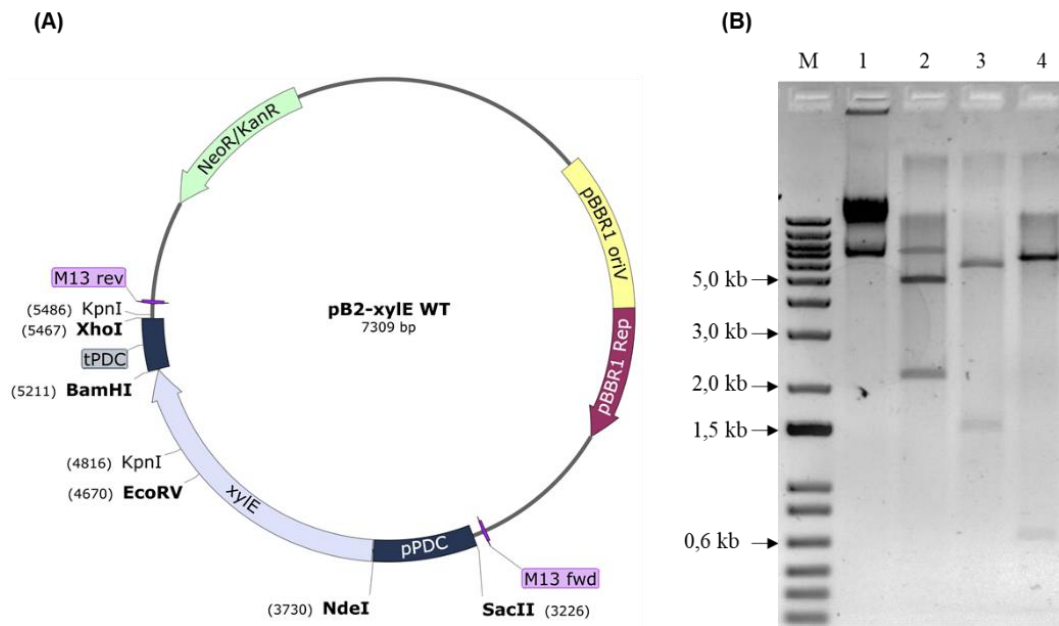 (A)
NeoR/KanR
pBBR1 oriV
pBBR1 Rep
M13 rev
(5486) KpnI
(5467) XhoI
tPDC
(5211) BamHI
(4816) KpnI
(4670) EcoRV
xylE
pB2-xylE WT
7309 bp
pPDC
M13 fwd
(3730) NdeI
SacII (3226)
(B)
M 1 2 3 4
5,0 kb
3,0 kb
2,0 kb
1,5 kb
0,6 kb